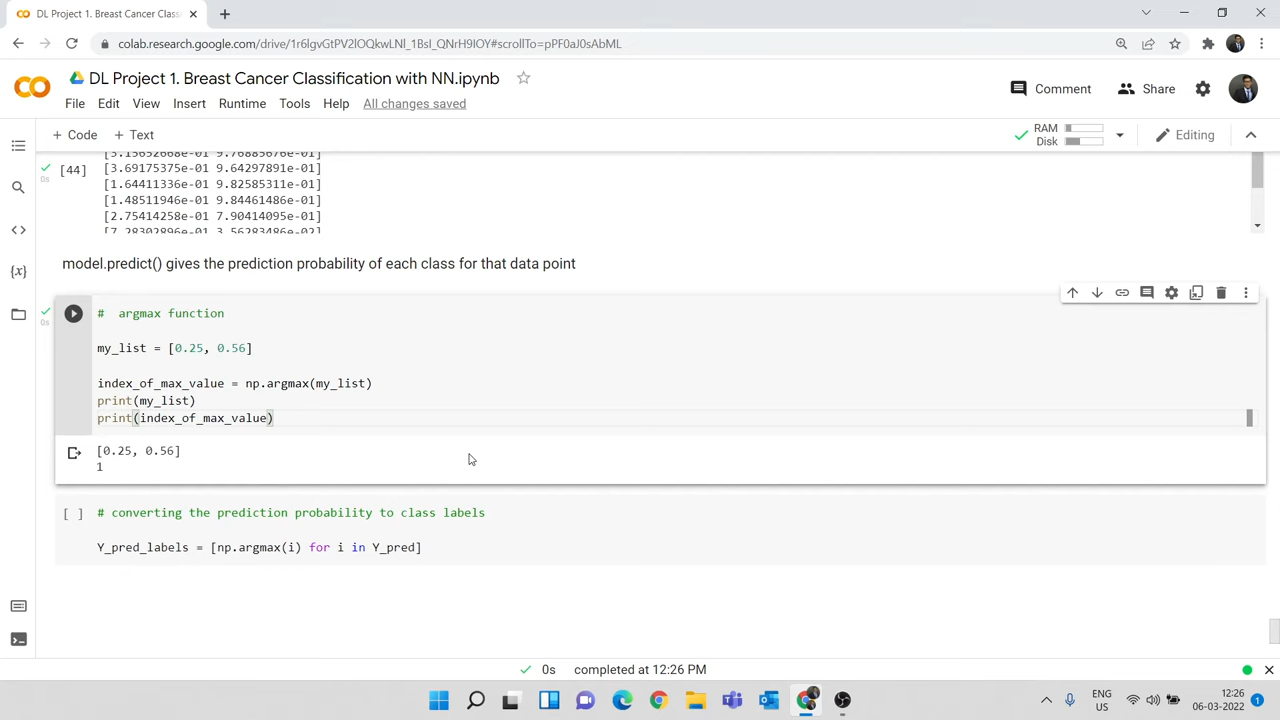 DL Project 1. Breast Cancer Class
colab.research.google.com/drive/1r6lgvGtPV2lOQkwLNl_1BsI_QNrH9IOY#scrollTo=pPF0aJ0sAbML
DL Project 1. Breast Cancer Classification with NN.ipynb
Comment
Share
File Edit View Insert Runtime Tools Help All changes saved
+ Code + Text
RAM
Disk
Editing
[3.15652668e-01 9.76885676e-01]
[44] [3.69175375e-01 9.64297891e-01]
0s
[1.64411336e-01 9.82585311e-01]
[1.48511946e-01 9.84461486e-01]
[2.75414258e-01 7.90414095e-01]
[7.28302896e-01 3.56283486e-02]
model.predict() gives the prediction probability of each class for that data point
# argmax function
0s
my_list = [0.25, 0.56]
index_of_max_value = np.argmax(my_list)
print(my_list)
print(index_of_max_value)
[0.25, 0.56]
1
[ ] # converting the prediction probability to class labels
Y_pred_labels = [np.argmax(i) for i in Y_pred]
0s completed at 12:26 PM
ENG
US
12:26
06-03-2022
1